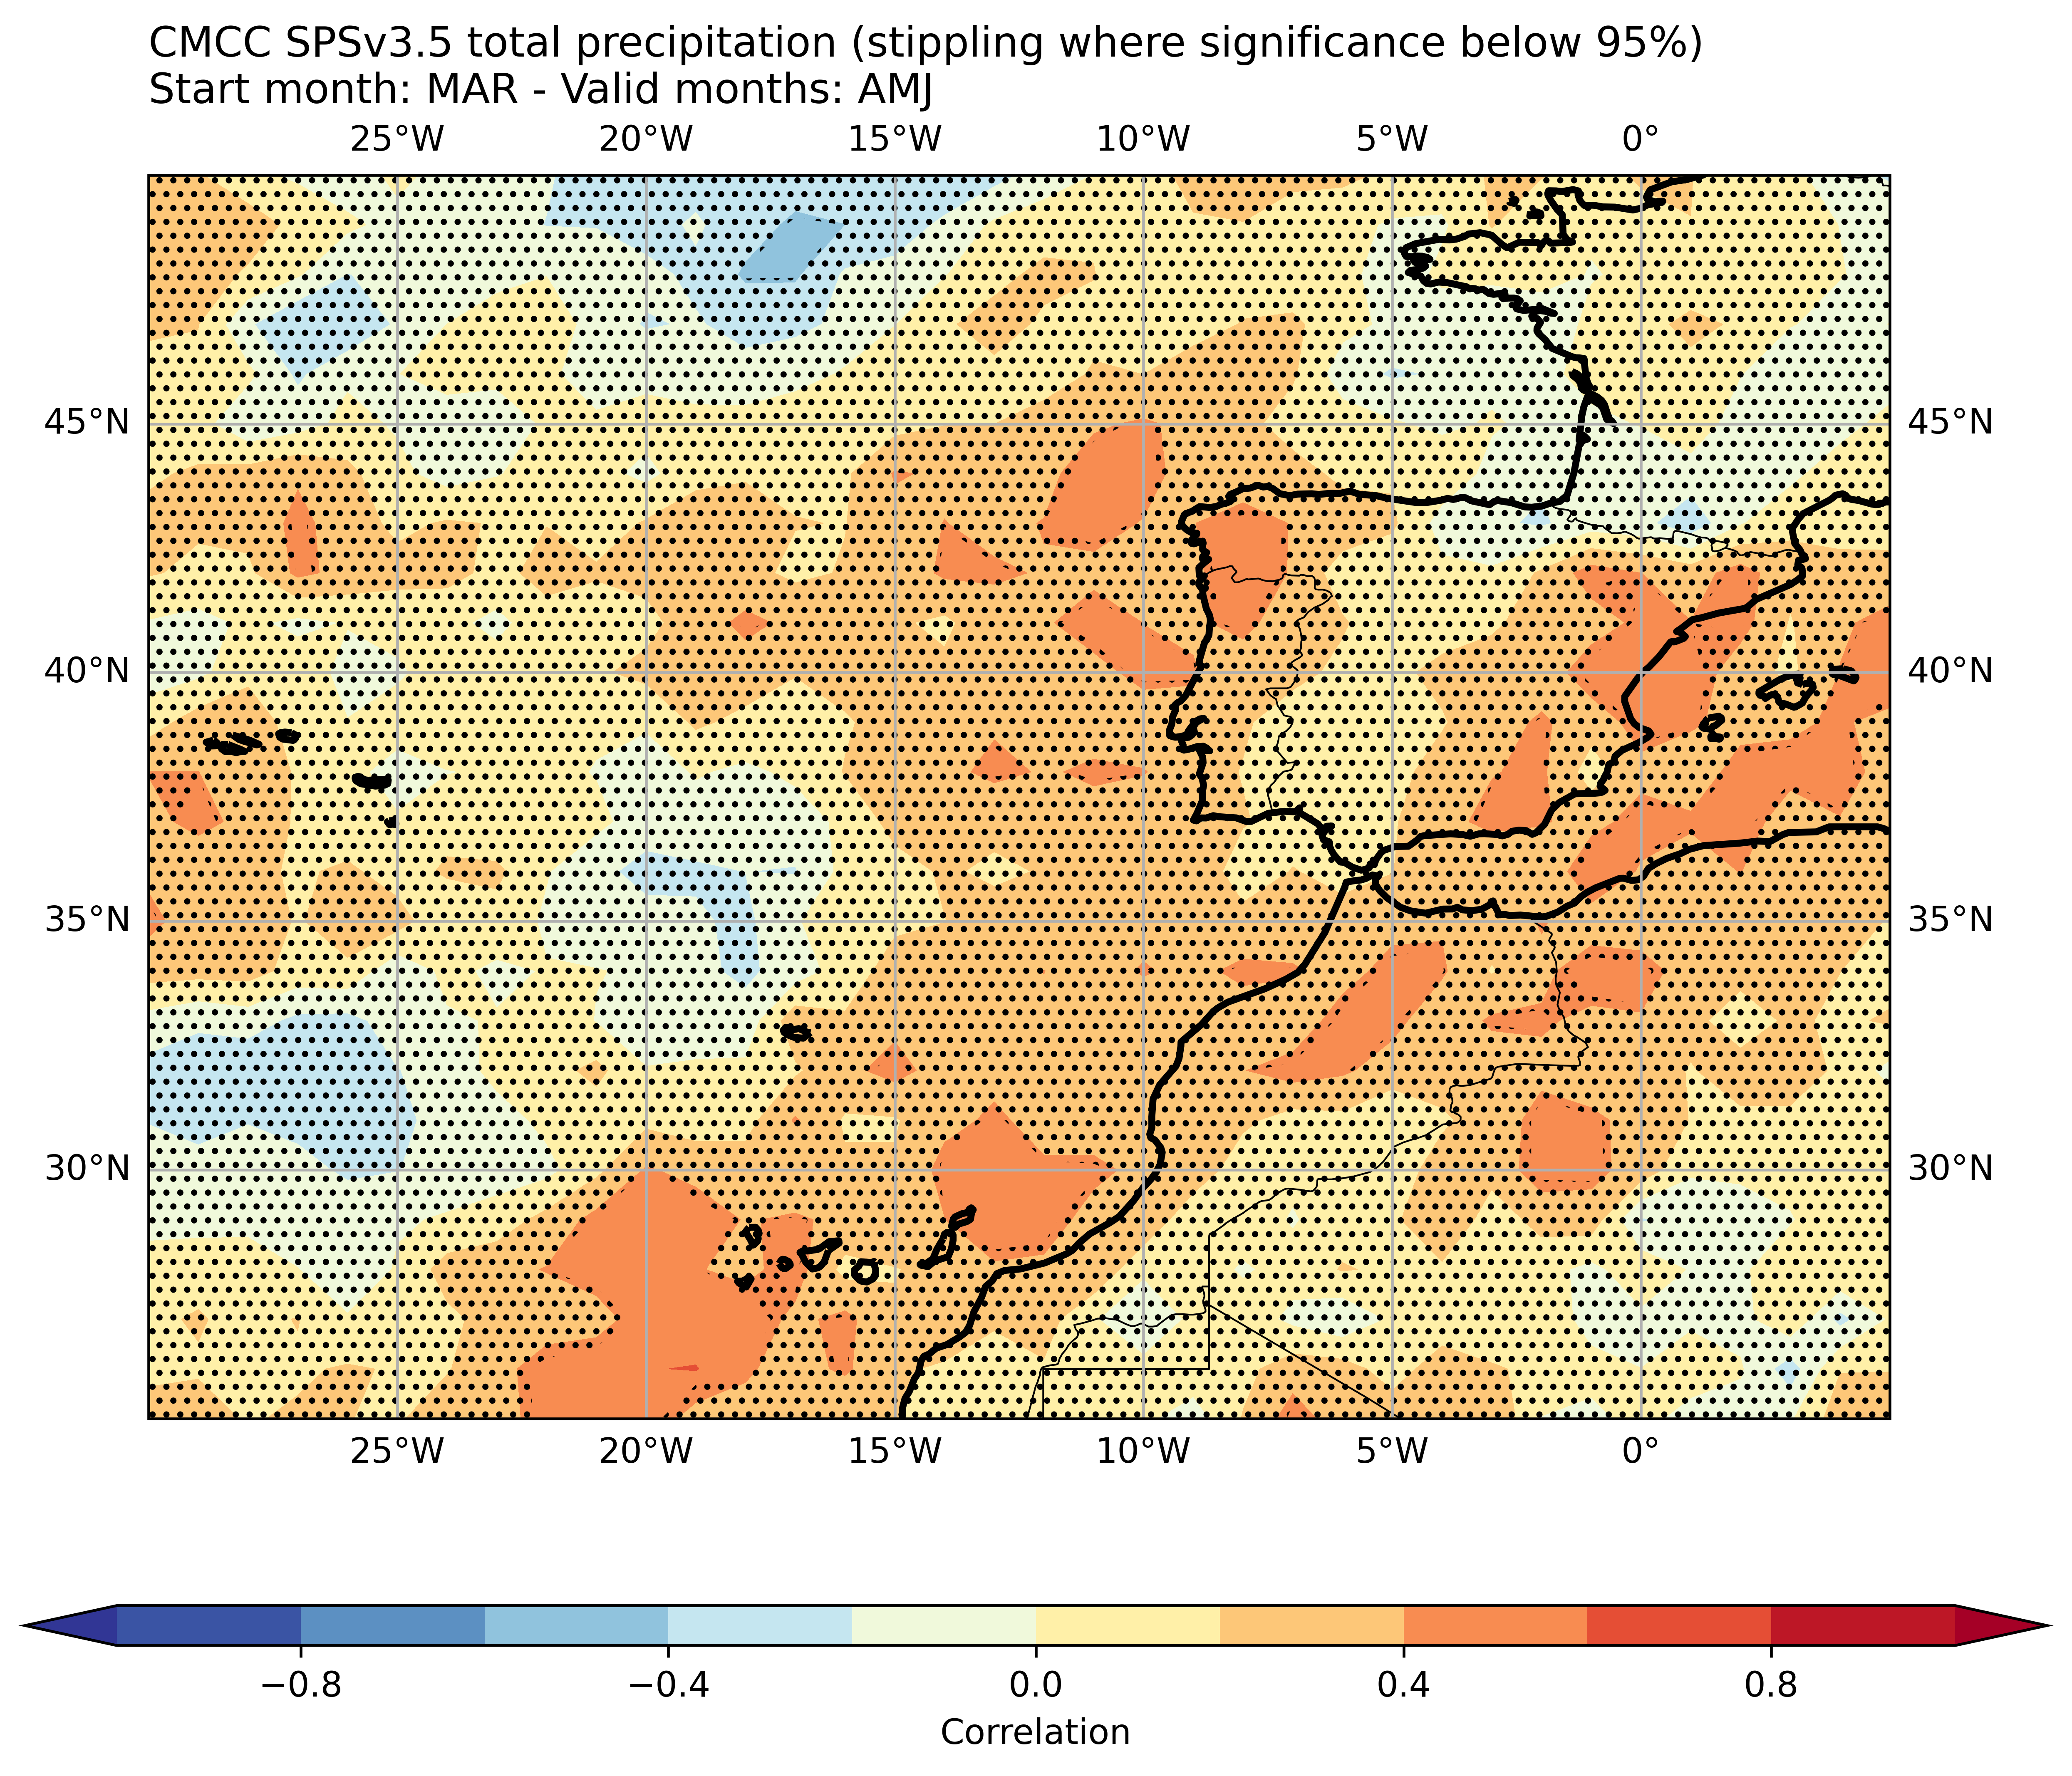 CMCC SPSv3.5 total precipitation (stippling where significance below 95%)
Start month: MAR - Valid months: AMJ
25°W 20°W 15°W 10°W 5°W 0°
45°N 45°N
40°N 40°N
35°N 35°N
30°N 30°N
25°W 20°W 15°W 10°W 5°W 0°
−0.8 −0.4 0.0 0.4 0.8
Correlation